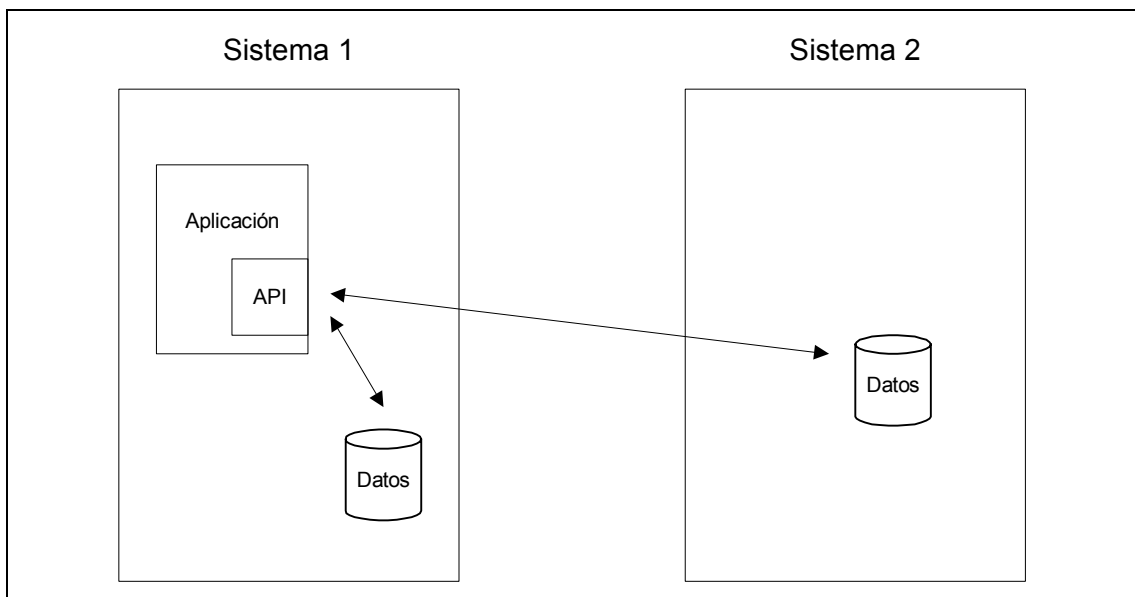 Sistema 1
Sistema 2
Aplicación
API
Datos
Datos